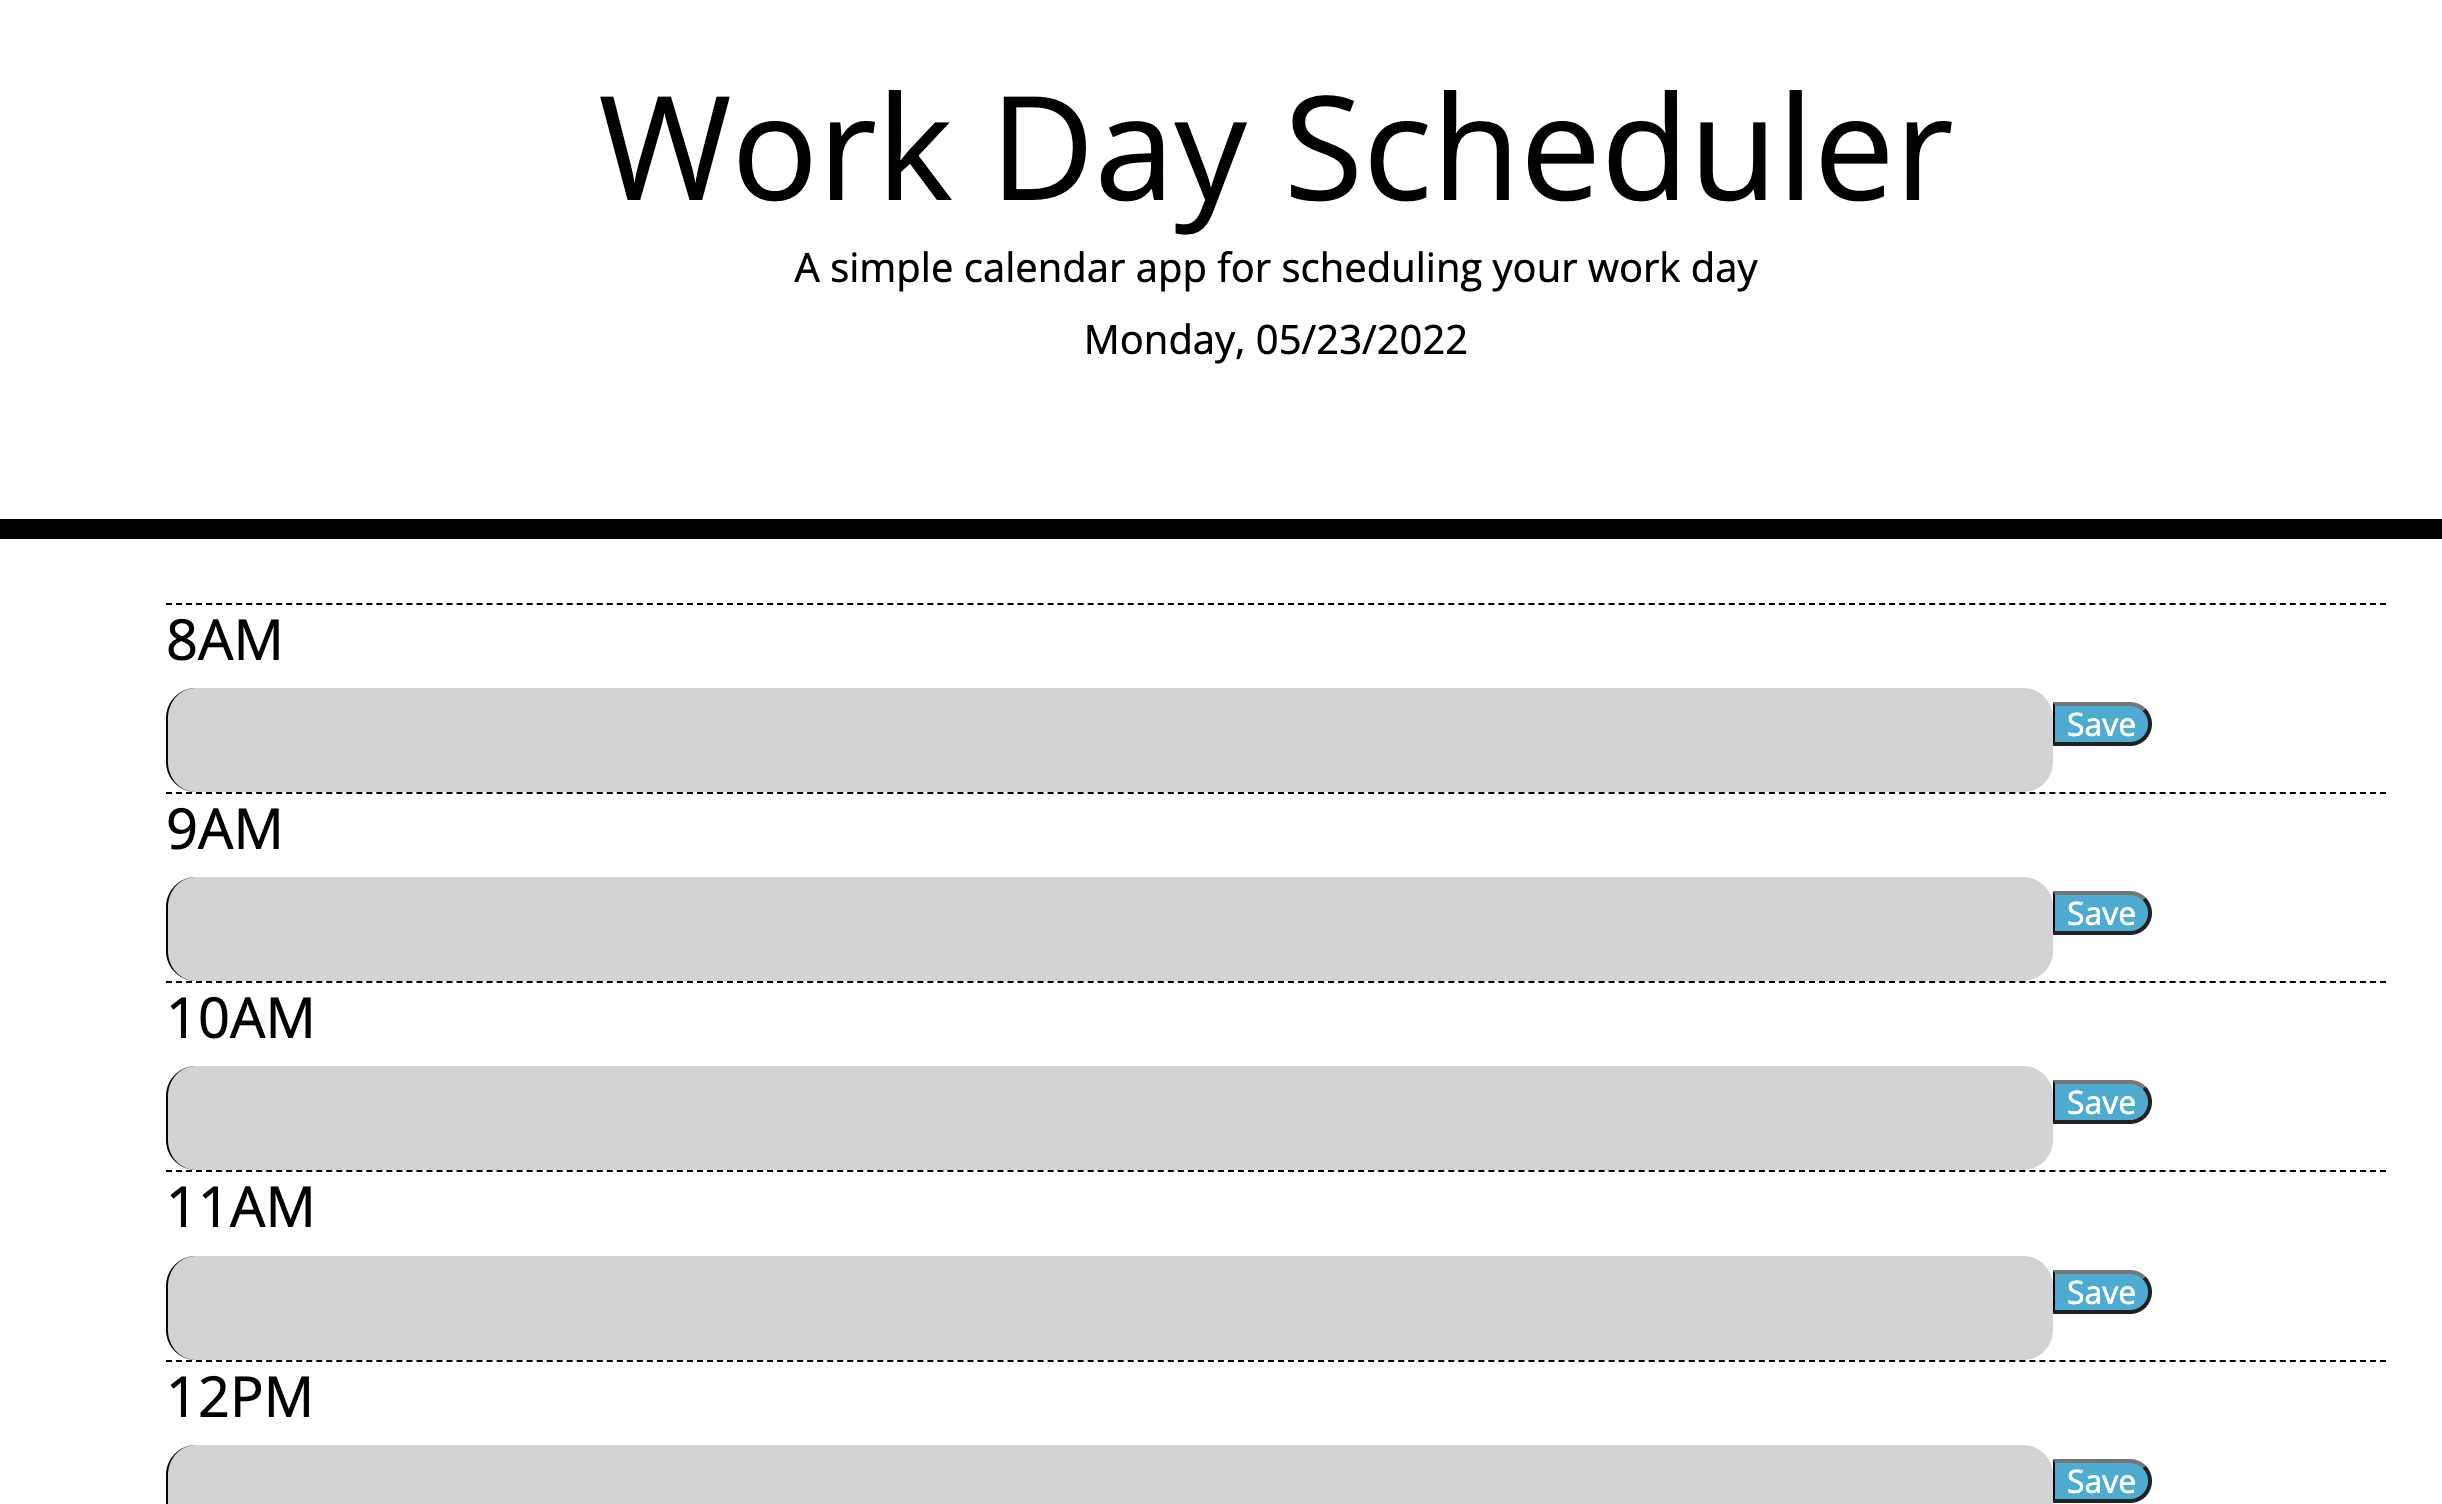 Work Day Scheduler
A simple calendar app for scheduling your work day
Monday, 05/23/2022
8AM
Save
9AM
Save
10AM
Save
11AM
Save
12PM
Save